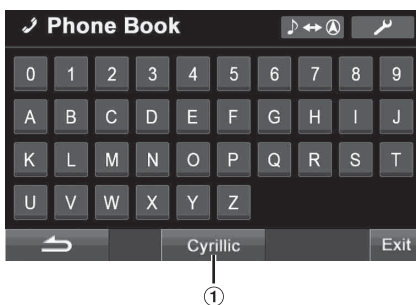 Phone Book
0 1 2 3 4 5 6 7 8 9
A B C D E F G H I J
K L M N O P Q R S T
U V W X Y Z
Cyrillic Exit
①